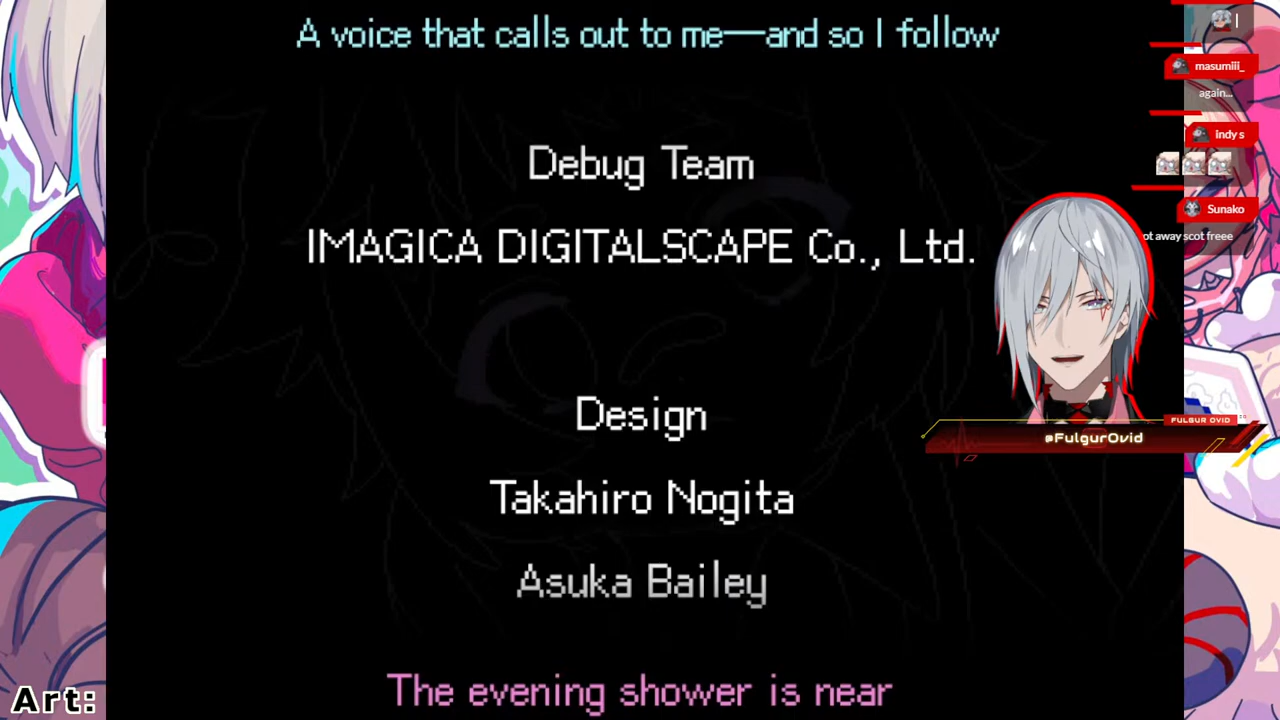 A voice that calls out to me—and so I follow
Debug Team
IMAGICA DIGITALSCAPE Co., Ltd.
Design
Takahiro Nogita
Asuka Bailey
The evening shower is near
masumiii_
again...
indy s
Sunako
ot away scot freee
FULGUR OVID
@FulgurOvid
Art: